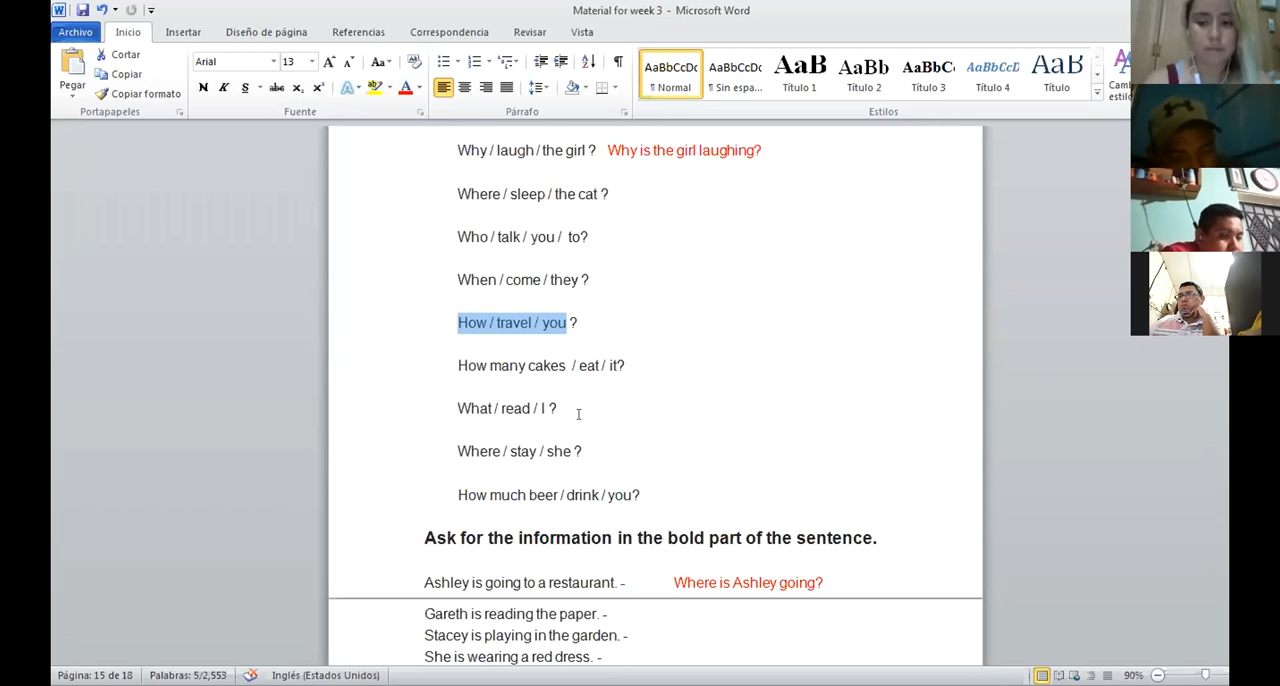 Material for week 3 - Microsoft Word
Archivo Inicio Insertar Diseño de página Referencias Correspondencia Revisar Vista
Pegar
Cortar
Copiar
Copiar formato
Portapapeles
Arial 13
Fuente
Párrafo
AaBbCcDc AaBbCcDc AaB AaBb AaBbC AaBbCcD AaBb
¶ Normal ¶ Sin espa... Título 1 Título 2 Título 3 Título 4 Título
Estilos
Why / laugh / the girl ? Why is the girl laughing?
Where / sleep / the cat ?
Who / talk / you / to?
When / come / they ?
How / travel / you ?
How many cakes / eat / it?
What / read / I ?
Where / stay / she ?
How much beer / drink / you?
Ask for the information in the bold part of the sentence.
Ashley is going to a restaurant. - Where is Ashley going?
Gareth is reading the paper. -
Stacey is playing in the garden. -
She is wearing a red dress. -
Página: 15 de 18 Palabras: 5/2,553 Inglés (Estados Unidos) 90%